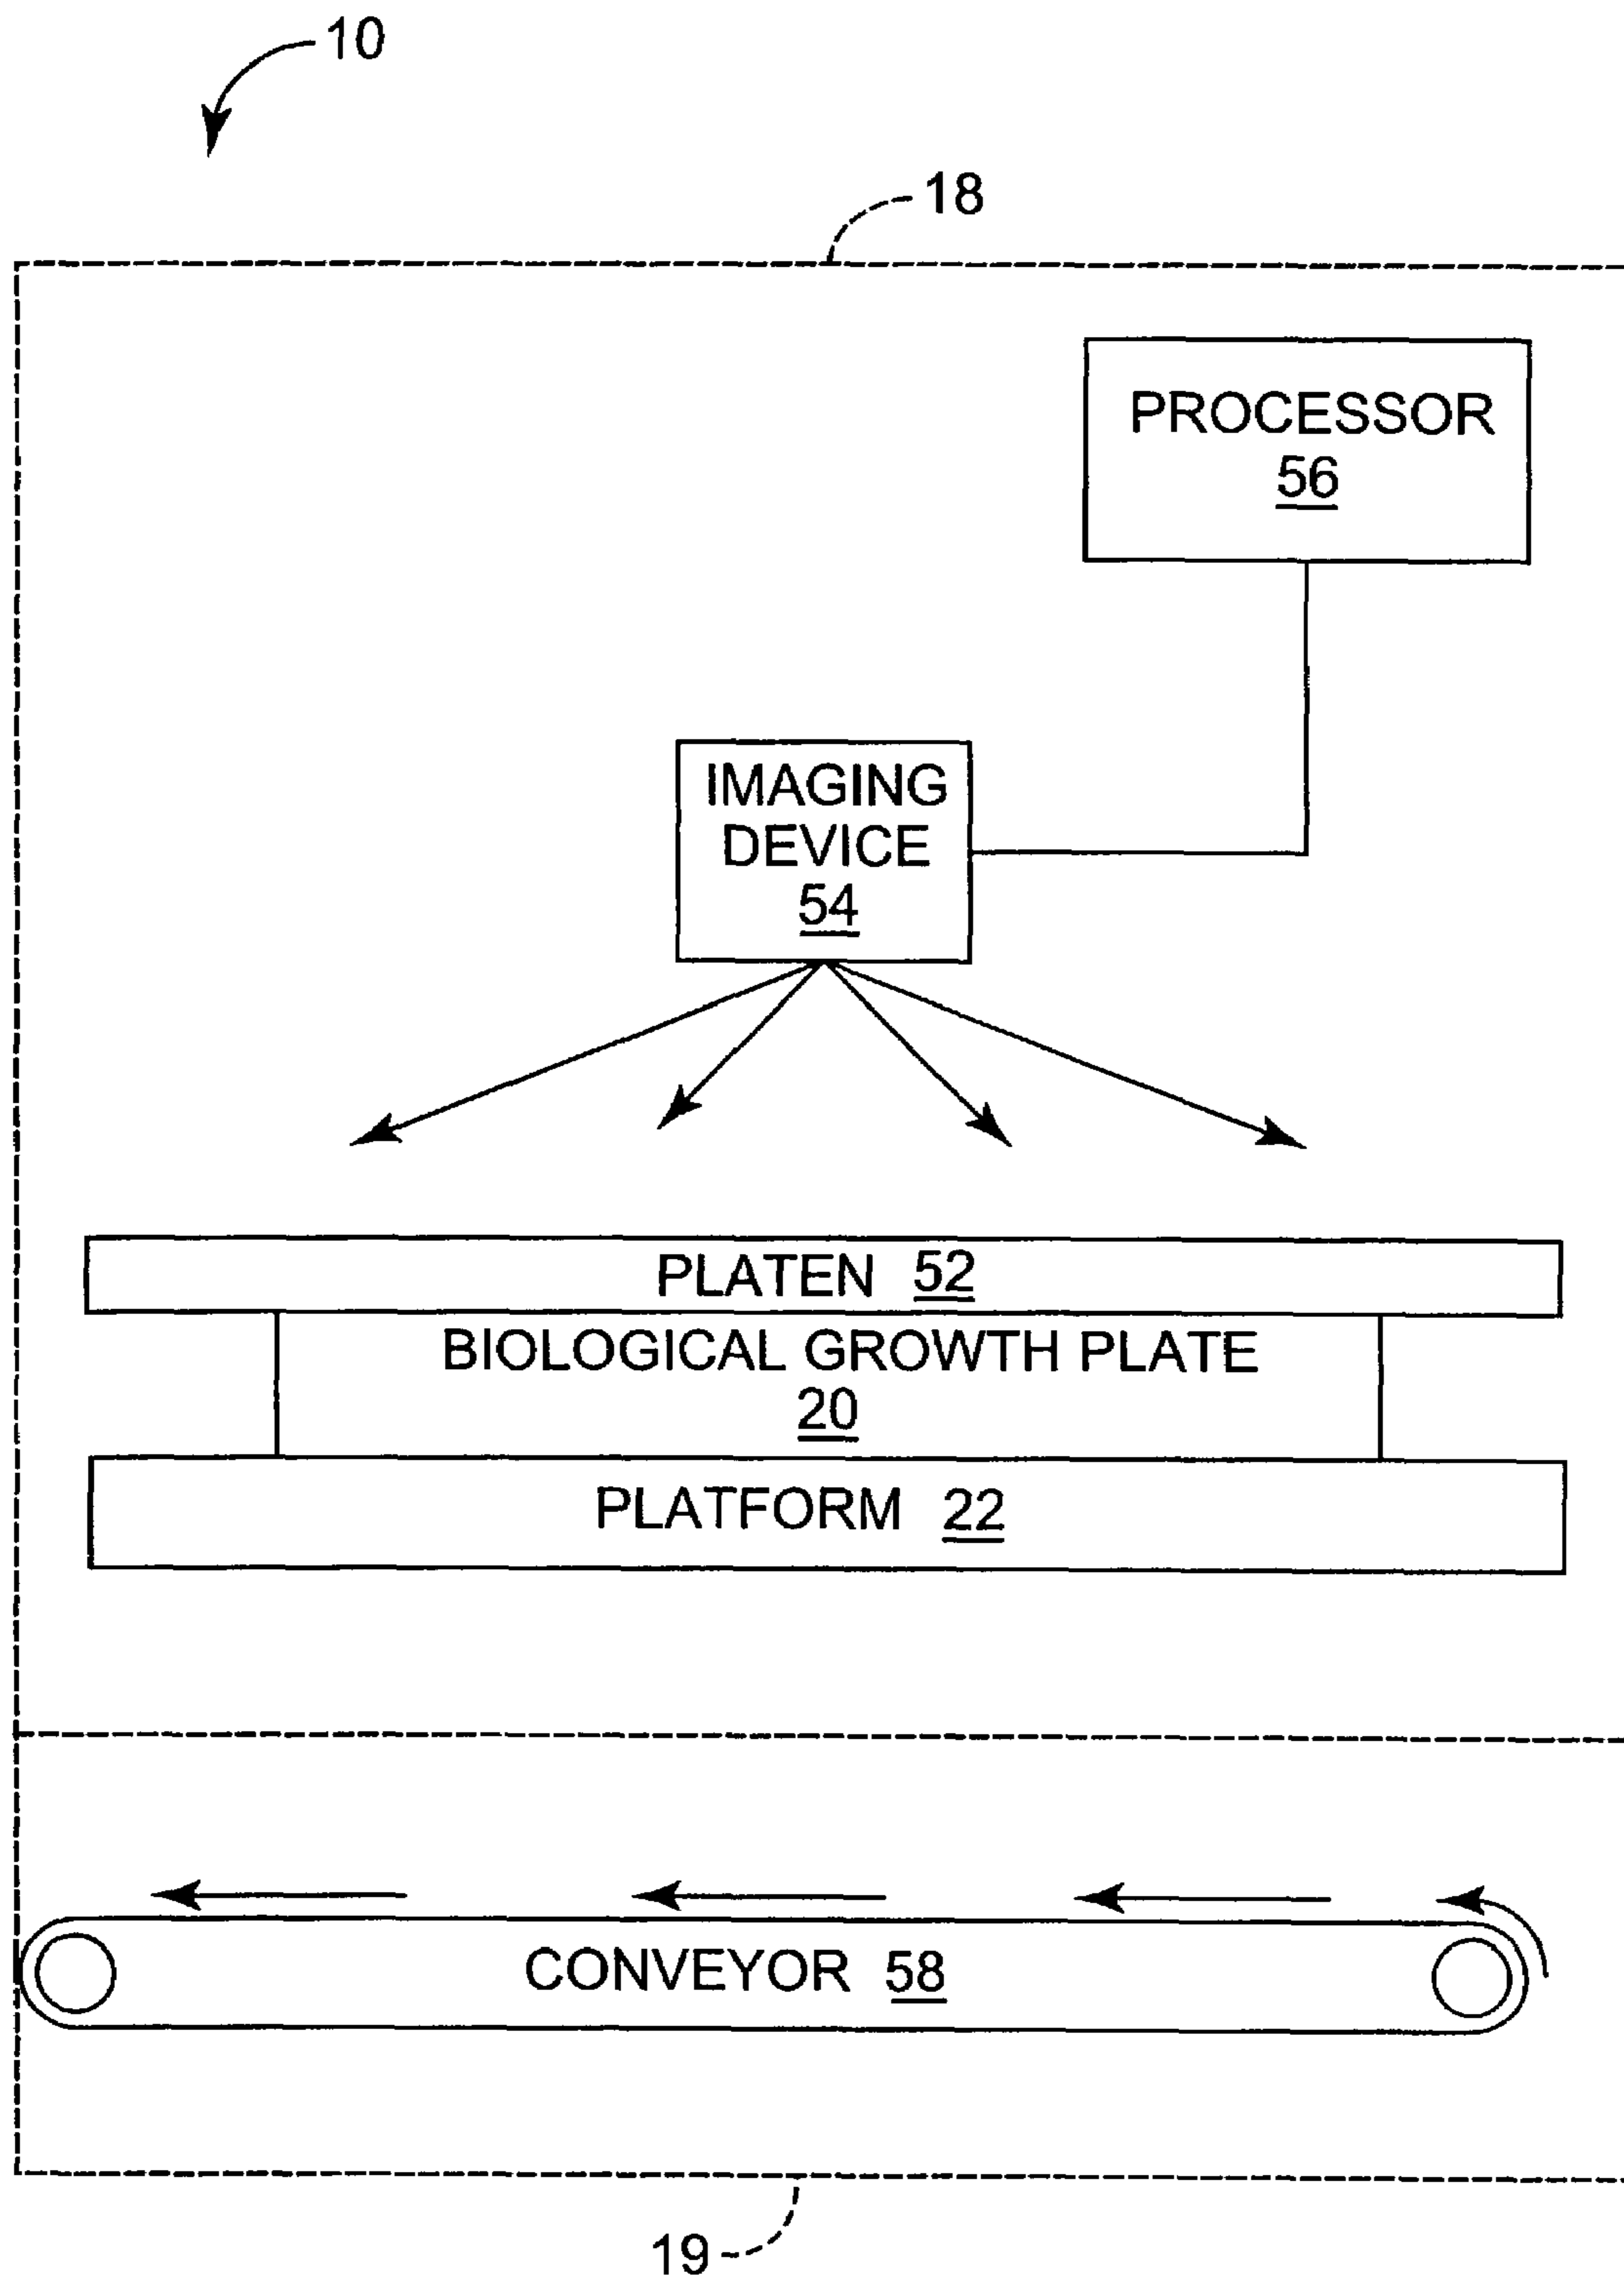 10
18
PROCESSOR
56
IMAGING
DEVICE
54
PLATEN 52
BIOLOGICAL GROWTH PLATE
20
PLATFORM 22
CONVEYOR 58
19